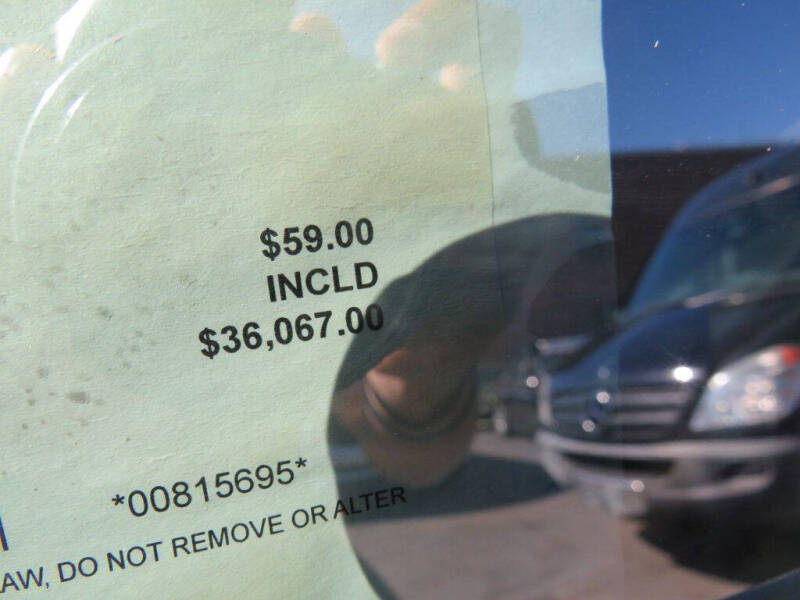 $59.00
INCLD
$36,067.00
*00815695*
AW, DO NOT REMOVE OR ALTER